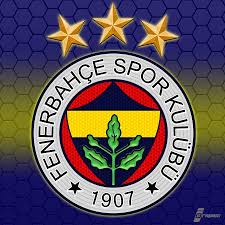 FENERBAHÇE SPOR KULÜBÜ
1907